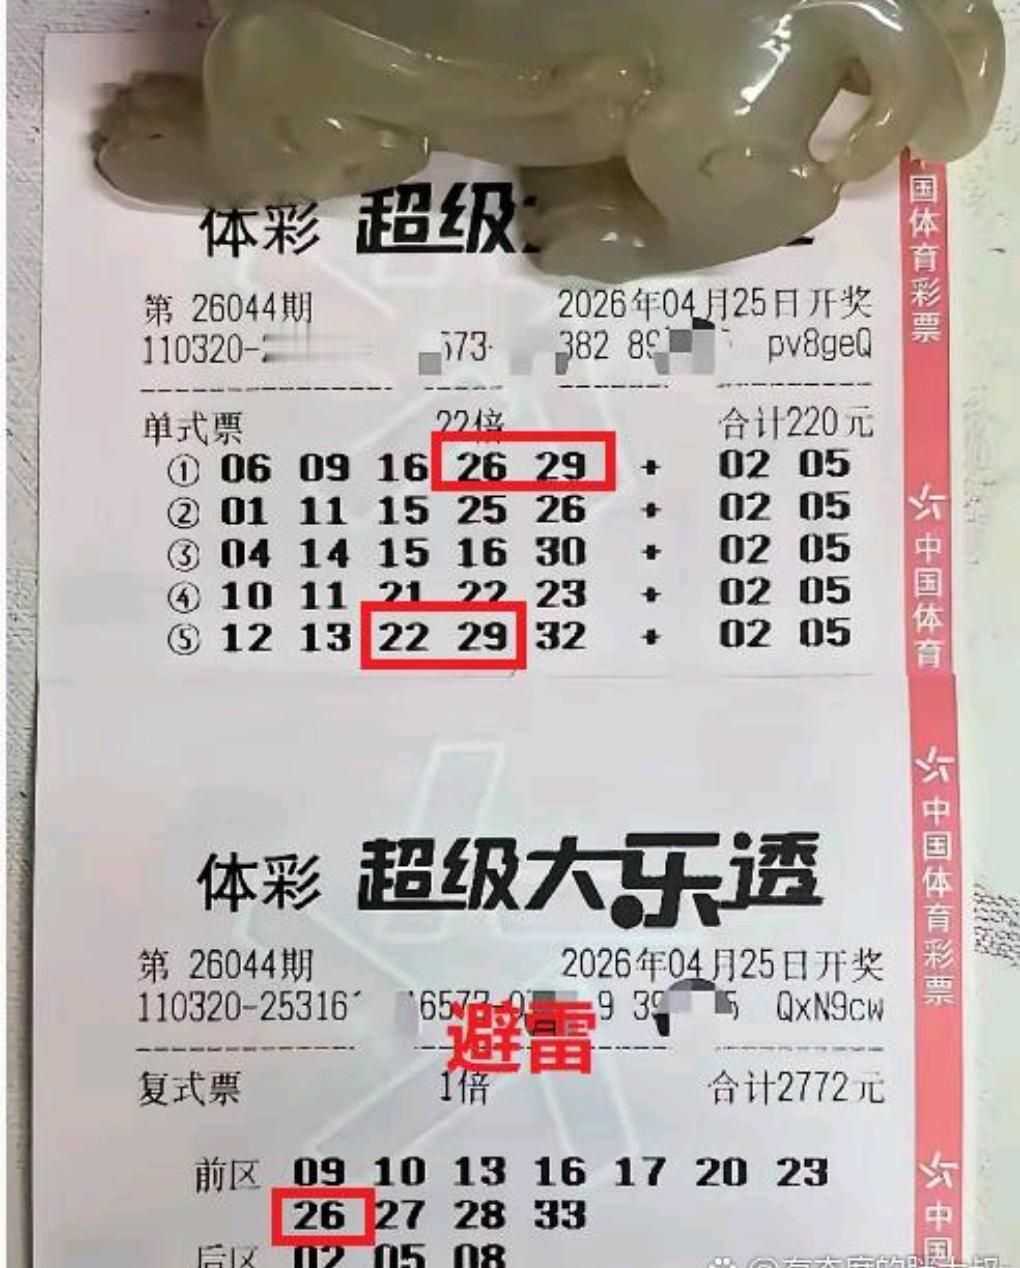 体彩 超级
第 26044期 2026年04月25日开奖
110320- 573- 382 89 pv8geQ
单式票 22倍 合计220元
① 06 09 16 26 29 + 02 05
② 01 11 15 25 26 + 02 05
③ 04 14 15 16 30 + 02 05
④ 10 11 21 22 23 + 02 05
⑤ 12 13 22 29 32 + 02 05
国体育彩票
中国体育
体彩 超级大乐透
第 26044期 2026年04月25日开奖
110320-25316 6573-0 9 39 5 QxN9cw
避雷
复式票 1倍 合计2772元
前区 09 10 13 16 17 20 23
26 27 28 33
后区 02 05 08
中国体育彩票
中国